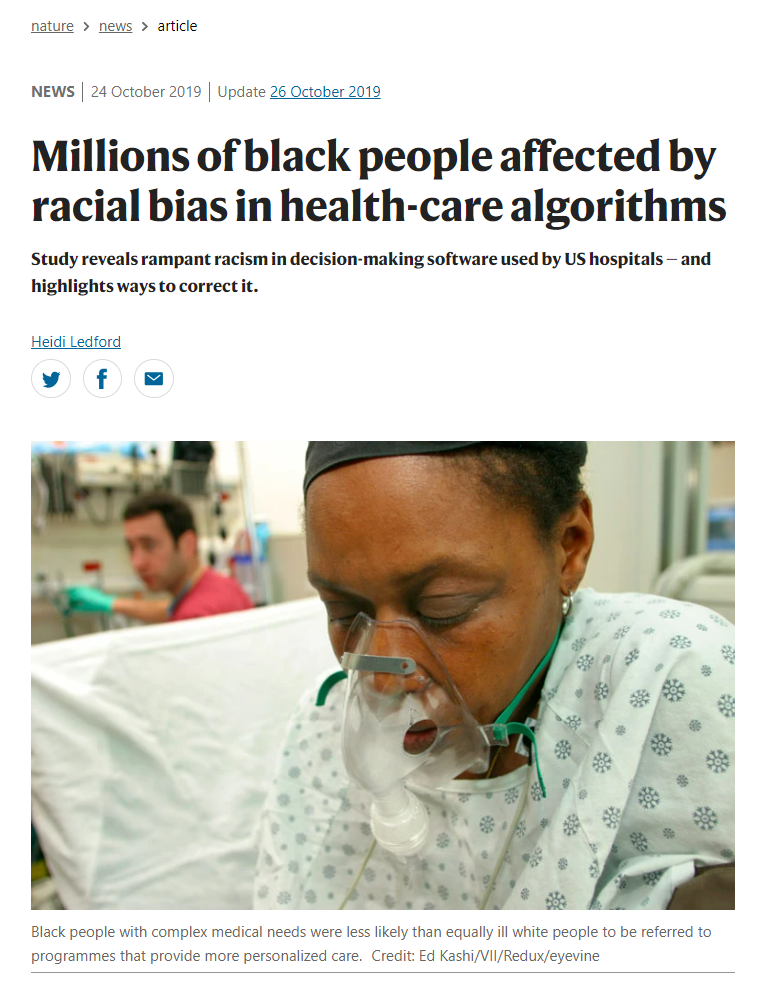 nature > news > article
NEWS | 24 October 2019 | Update 26 October 2019
Millions of black people affected by
racial bias in health-care algorithms
Study reveals rampant racism in decision-making software used by US hospitals — and
highlights ways to correct it.
Heidi Ledford
Black people with complex medical needs were less likely than equally ill white people to be referred to
programmes that provide more personalized care. Credit: Ed Kashi/VII/Redux/eyevine